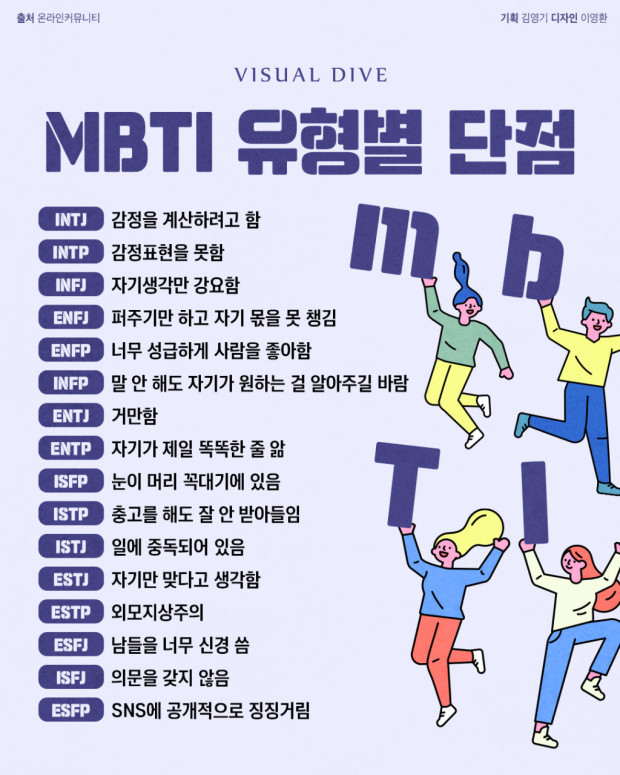 출처 온라인커뮤니티
기획 김영기 디자인 이영환
VISUAL DIVE
MBTI 유형별 단점
INTJ 감정을 계산하려고 함
INTP 감정표현을 못함
INFJ 자기생각만 강요함
ENFJ 퍼주기만 하고 자기 몫을 못 챙김
ENFP 너무 성급하게 사람을 좋아함
INFP 말 안 해도 자기가 원하는 걸 알아주길 바람
ENTJ 거만함
ENTP 자기가 제일 똑똑한 줄 앎
ISFP 눈이 머리 꼭대기에 있음
ISTP 충고를 해도 잘 안 받아들임
ISTJ 일에 중독되어 있음
ESTJ 자기만 맞다고 생각함
ESTP 외모지상주의
ESFJ 남들을 너무 신경 씀
ISFJ 의문을 갖지 않음
ESFP SNS에 공개적으로 징징거림
m b
T I